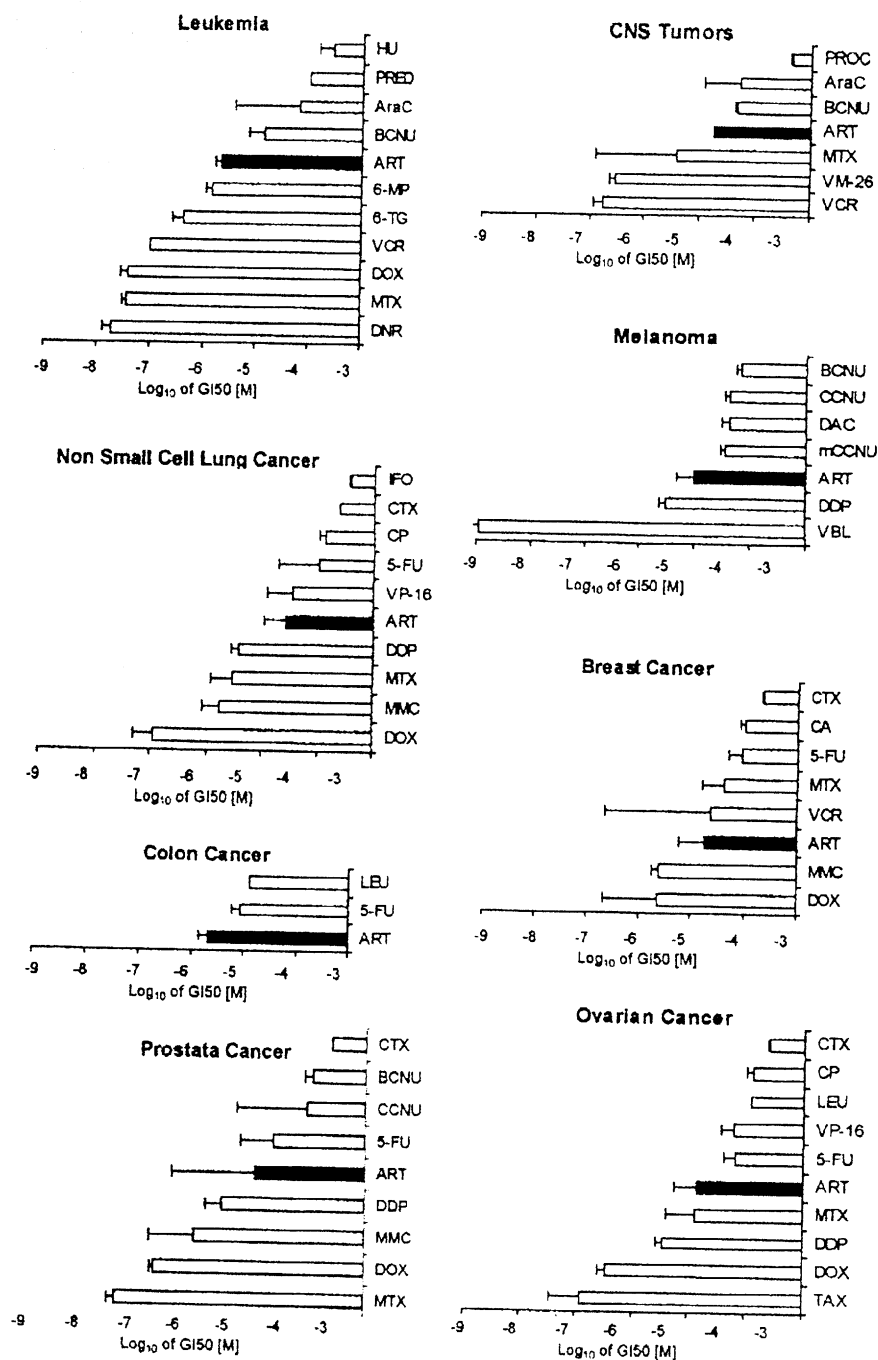 Leukemia
HU
PRED
AraC
BCNU
ART
6-MP
6-TG
VCR
DOX
MTX
DNR
-9 -8 -7 -6 -5 -4 -3
Log10 of GI50 [M]
CNS Tumors
PROC
AraC
BCNU
ART
MTX
VM-26
VCR
-9 -8 -7 -6 -5 -4 -3
Log10 of GI50 [M]
Melanoma
BCNU
CCNU
DAC
mCCNU
ART
DDP
VBL
-9 -8 -7 -6 -5 -4 -3
Log10 of GI50 [M]
Non Small Cell Lung Cancer
IFO
CTX
CP
5-FU
VP-16
ART
DDP
MTX
MMC
DOX
-9 -8 -7 -6 -5 -4 -3
Log10 of GI50 [M]
Breast Cancer
CTX
CA
5-FU
MTX
VCR
ART
MMC
DOX
-9 -8 -7 -6 -5 -4 -3
Log10 of GI50 [M]
Colon Cancer
LEU
5-FU
ART
-9 -8 -7 -6 -5 -4 -3
Log10 of GI50 [M]
Prostata Cancer
CTX
BCNU
CCNU
5-FU
ART
DDP
MMC
DOX
MTX
-9 -8 -7 -6 -5 -4 -3
Log10 of GI50 [M]
Ovarian Cancer
CTX
CP
LEU
VP-16
5-FU
ART
MTX
DDP
DOX
TAX
-9 -8 -7 -6 -5 -4 -3
Log10 of GI50 [M]